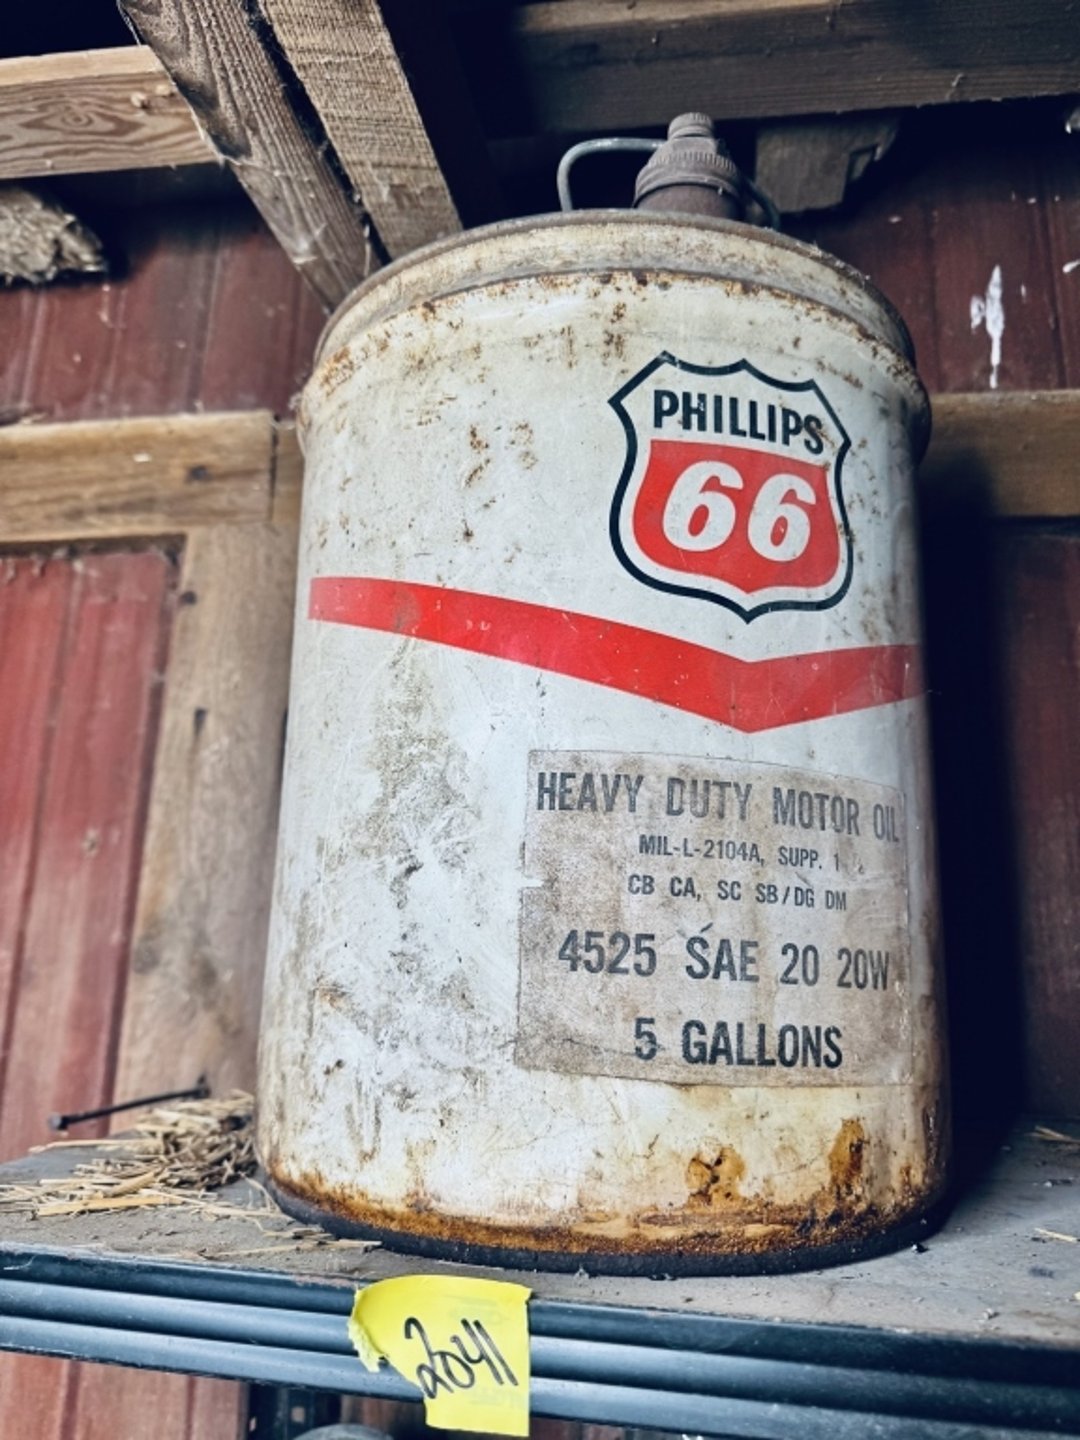 PHILLIPS
66
HEAVY DUTY MOTOR OIL
MIL-L-2104A, SUPP. 1
CB CA, SC SB/DG DM
4525 SAE 20 20W
5 GALLONS
2041